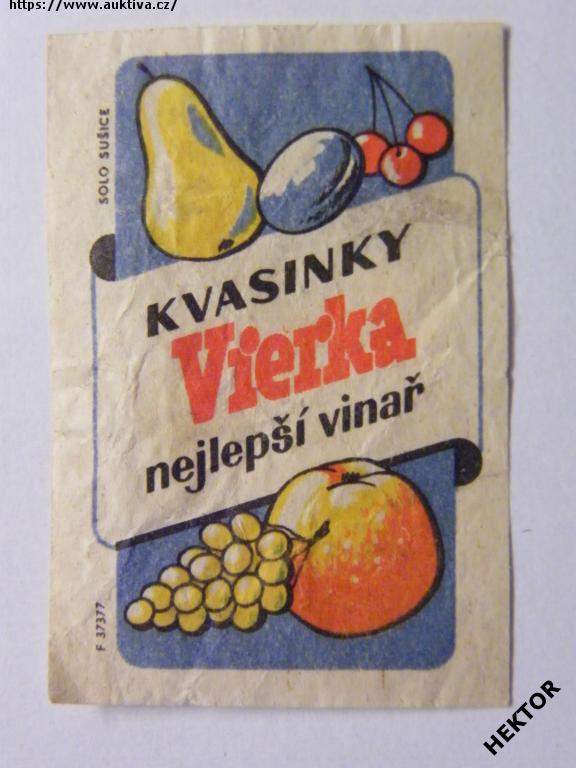 https://www.auktiva.cz/
SOLO SUŠICE
KVASINKY
Vierka
nejlepší vinař
F 37377
HEKTOR